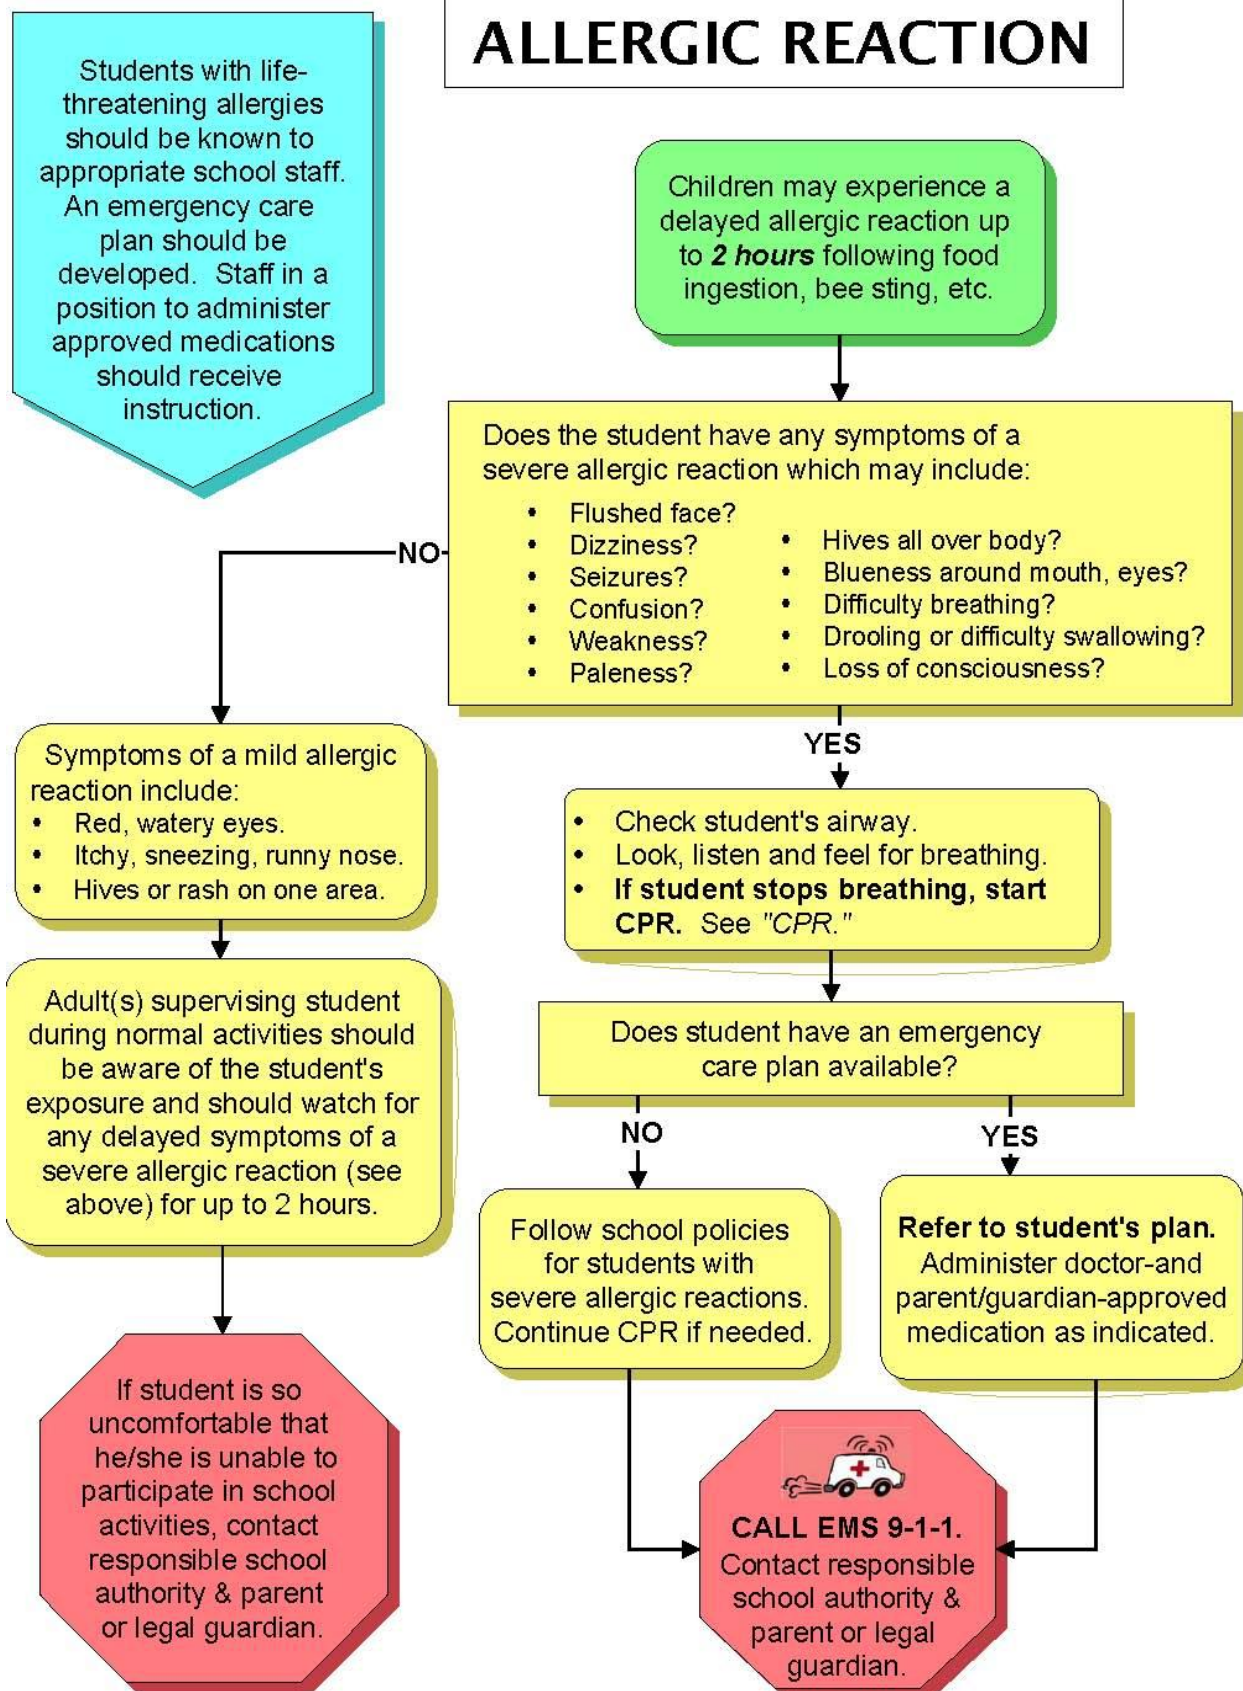 ALLERGIC REACTION
Students with life-
threatening allergies
should be known to
appropriate school staff.
An emergency care
plan should be
developed.  Staff in a
position to administer
approved medications
should receive
instruction.
Children may experience a
delayed allergic reaction up
to 2 hours following food
ingestion, bee sting, etc.
Does the student have any symptoms of a
severe allergic reaction which may include:
• Flushed face?
• Dizziness?
• Seizures?
• Confusion?
• Weakness?
• Paleness?
• Hives all over body?
• Blueness around mouth, eyes?
• Difficulty breathing?
• Drooling or difficulty swallowing?
• Loss of consciousness?
NO
Symptoms of a mild allergic
reaction include:
• Red, watery eyes.
• Itchy, sneezing, runny nose.
• Hives or rash on one area.
Adult(s) supervising student
during normal activities should
be aware of the student's
exposure and should watch for
any delayed symptoms of a
severe allergic reaction (see
above) for up to 2 hours.
If student is so
uncomfortable that
he/she is unable to
participate in school
activities, contact
responsible school
authority & parent
or legal guardian.
YES
• Check student's airway.
• Look, listen and feel for breathing.
• If student stops breathing, start
CPR.  See "CPR."
Does student have an emergency
care plan available?
NO
Follow school policies
for students with
severe allergic reactions.
Continue CPR if needed.
YES
Refer to student's plan.
Administer doctor-and
parent/guardian-approved
medication as indicated.
CALL EMS 9-1-1.
Contact responsible
school authority &
parent or legal
guardian.